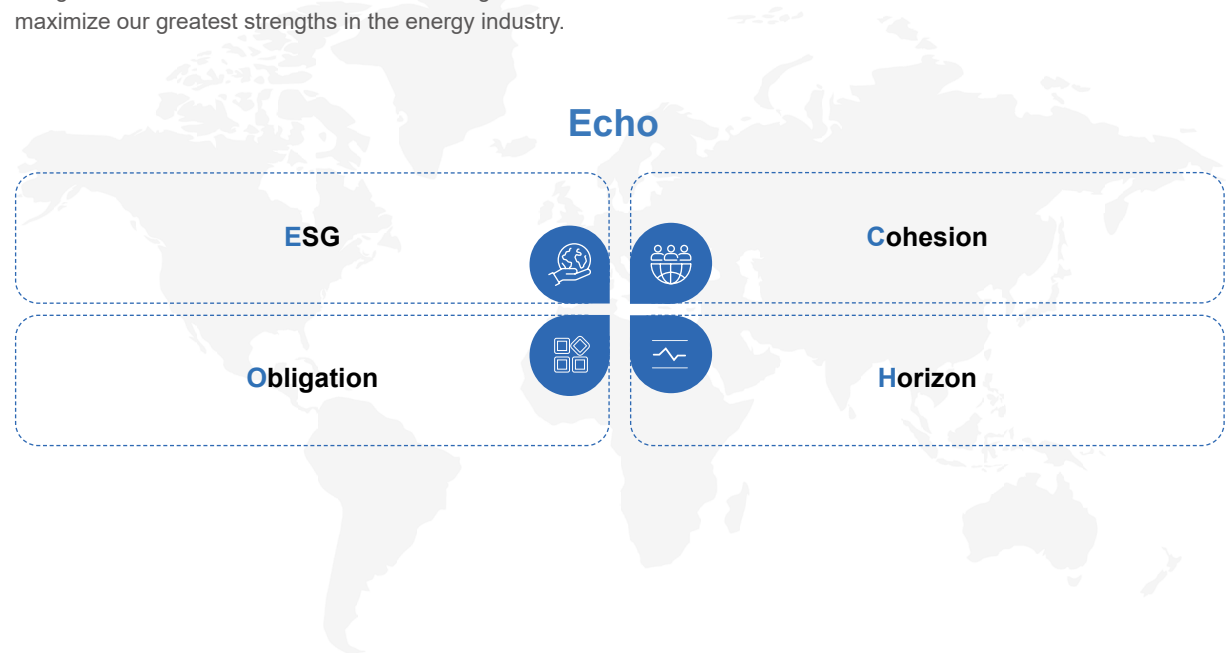 maximize our greatest strengths in the energy industry.
Echo
ESG
Cohesion
Obligation
Horizon